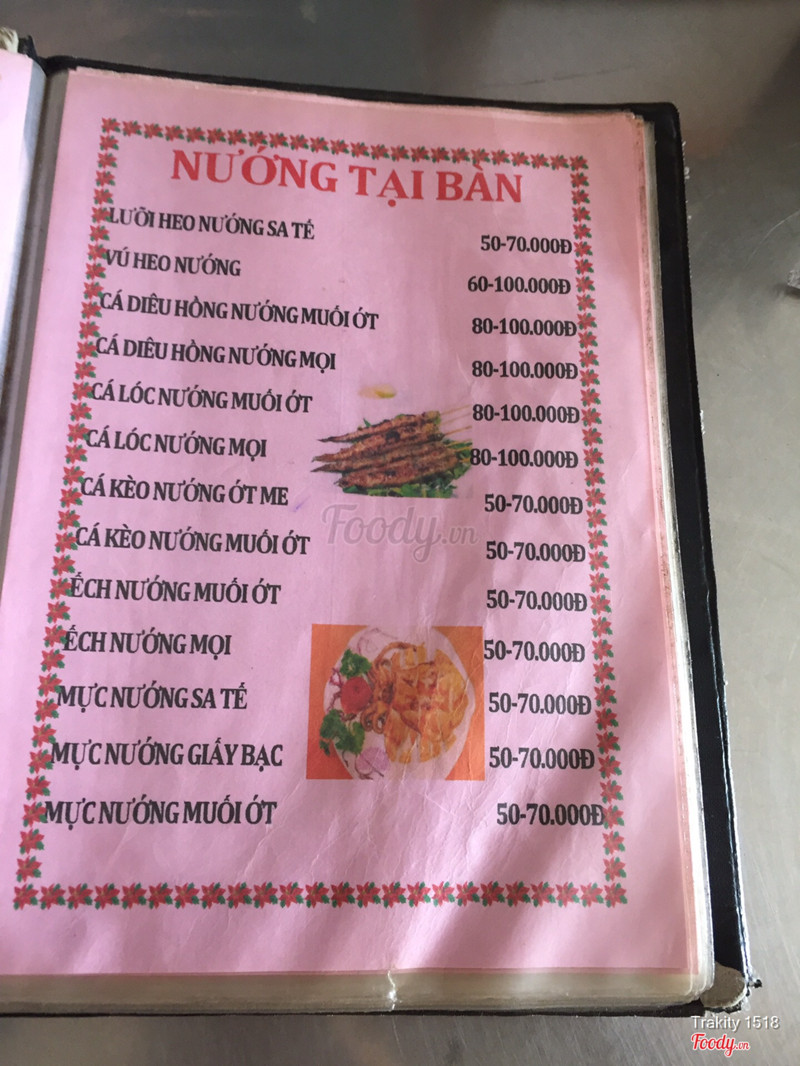 NƯỚNG TẠI BÀN
LƯỠI HEO NƯỚNG SA TẾ 50-70.000Đ
VÚ HEO NƯỚNG 60-100.000Đ
CÁ DIÊU HỒNG NƯỚNG MUỐI ỚT 80-100.000Đ
CÁ DIÊU HỒNG NƯỚNG MỌI 80-100.000Đ
CÁ LÓC NƯỚNG MUỐI ỚT 80-100.000Đ
CÁ LÓC NƯỚNG MỌI 80-100.000Đ
CÁ KÈO NƯỚNG ỚT ME 50-70.000Đ
CÁ KÈO NƯỚNG MUỐI ỚT 50-70.000Đ
ẾCH NƯỚNG MUỐI ỚT 50-70.000Đ
ẾCH NƯỚNG MỌI 50-70.000Đ
MỰC NƯỚNG SA TẾ 50-70.000Đ
MỰC NƯỚNG GIẤY BẠC 50-70.000Đ
MỰC NƯỚNG MUỐI ỚT 50-70.000Đ
Foody.vn
Trakity 1518
Foody.vn